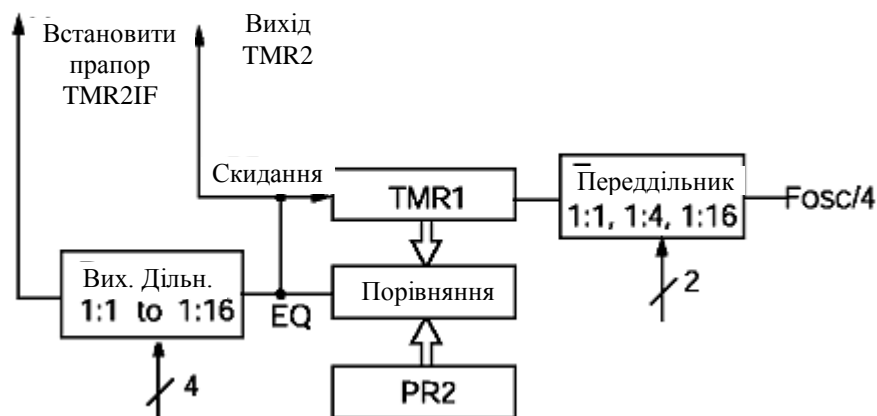 Встановити
прапор
TMR2IF
Вихід
TMR2
Скидання
TMR1
Переддільник
1:1, 1:4, 1:16
Fosc/4
Вих. Дільн.
1:1 to 1:16
EQ
Порівняння
2
4
PR2